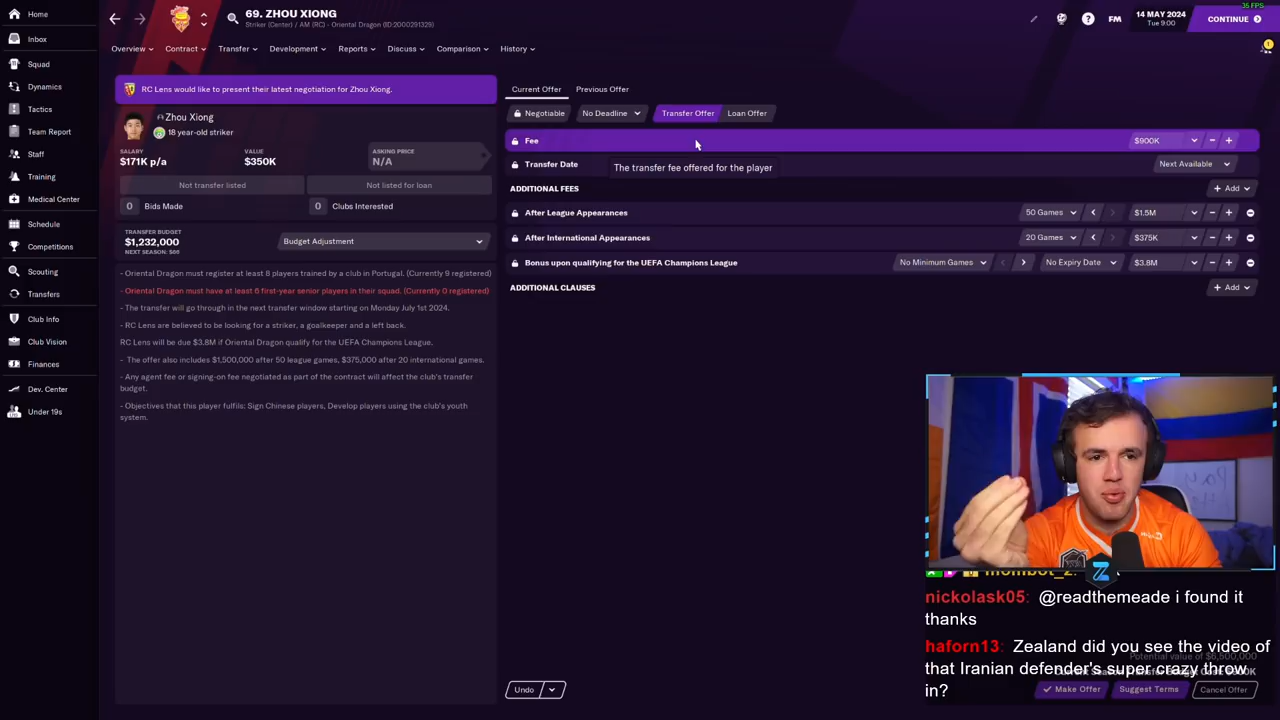 36 FPS
69. ZHOU XIONG
Striker (Center) / AM (RC) - Oriental Dragon (ID:2000291329)
FM
14 MAY 2024
Tue 9:00
CONTINUE
1
Home
Inbox
Squad
Dynamics
Tactics
Team Report
Staff
Training
Medical Center
Schedule
Competitions
Scouting
Transfers
Club Info
Club Vision
Finances
Dev. Center
Under 19s
Overview
Contract
Transfer
Development
Reports
Discuss
Comparison
History
RC Lens would like to present their latest negotiation for Zhou Xiong.
Zhou Xiong
18 year-old striker
SALARY
$171K p/a
VALUE
$350K
ASKING PRICE
N/A
Not transfer listed
Not listed for loan
0 Bids Made
0 Clubs Interested
TRANSFER BUDGET
$1,232,000
Budget Adjustment
- Oriental Dragon must register at least 8 players trained by a club in Portugal. (Currently 9 registered)
- Oriental Dragon must have at least 6 first-year senior players in their squad. (Currently 0 registered)
- The transfer will go through in the next transfer window starting on Monday July 1st 2024.
- RC Lens are believed to be looking for a striker, a goalkeeper and a left back.
RC Lens will be due $3.8M if Oriental Dragon qualify for the UEFA Champions League.
- The offer also includes $1,500,000 after 50 league games, $375,000 after 20 international games.
- Any agent fee or signing-on fee negotiated as part of the contract will affect the club's transfer
budget.
- Objectives that this player fulfils: Sign Chinese players, Develop players using the club's youth
system.
Current Offer
Previous Offer
Negotiable
No Deadline
Transfer Offer
Loan Offer
Fee
$900K
Transfer Date
The transfer fee offered for the player
Next Available
ADDITIONAL FEES
Add
After League Appearances
50 Games
$1.5M
After International Appearances
20 Games
$375K
Bonus upon qualifying for the UEFA Champions League
No Minimum Games
No Expiry Date
$3.8M
ADDITIONAL CLAUSES
Add
nickolask05: @readthemeade i found it
thanks
haforn13: Zealand did you see the video of
that Iranian defender's super crazy throw
in?
Potential value of $6,500,000
Undo
Make Offer
Suggest Terms
Cancel Offer